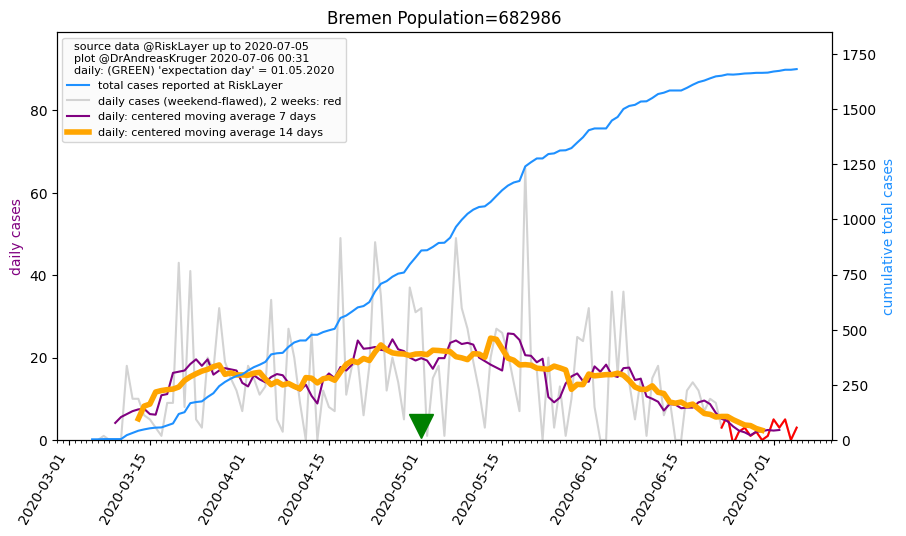 Bremen Population=682986
source data @RiskLayer up to 2020-07-05
plot @DrAndreasKruger 2020-07-06 00:31
daily: (GREEN) 'expectation day' = 01.05.2020
total cases reported at RiskLayer
daily cases (weekend-flawed), 2 weeks: red
daily: centered moving average 7 days
daily: centered moving average 14 days
daily cases
80
60
40
20
0
cumulative total cases
1750
1500
1250
1000
750
500
250
0
2020-03-01
2020-03-15
2020-04-01
2020-04-15
2020-05-01
2020-05-15
2020-06-01
2020-06-15
2020-07-01